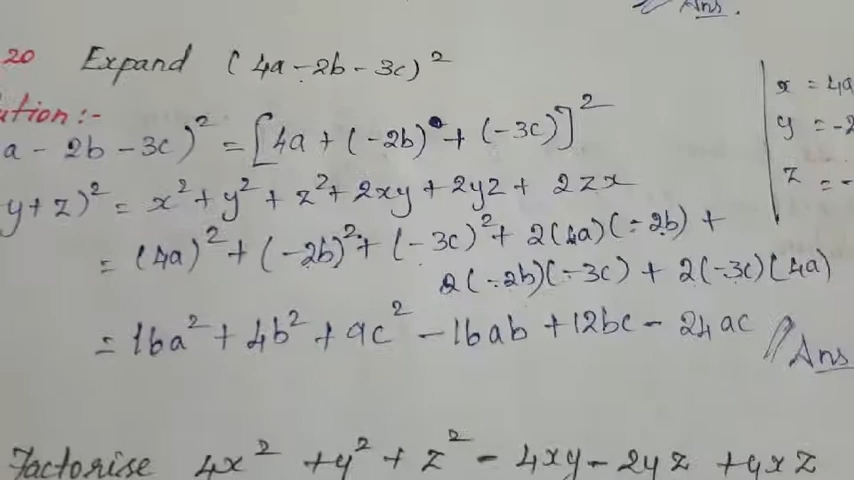 Ans.
20 Expand (4a - 2b - 3c)²
ution :-
a - 2b - 3c)² = [4a + (-2b) + (-3c)]²
x = 4a
y = -2
z = -
y + z)² = x² + y² + z² + 2xy + 2yz + 2zx
= (4a)² + (-2b)² + (-3c)² + 2(4a)(-2b) +
2(-2b)(-3c) + 2(-3c)(4a)
= 16a² + 4b² + 9c² - 16ab + 12bc - 24ac // Ans
Factorise 4x² + y² + z² - 4xy - 2yz + 4xz